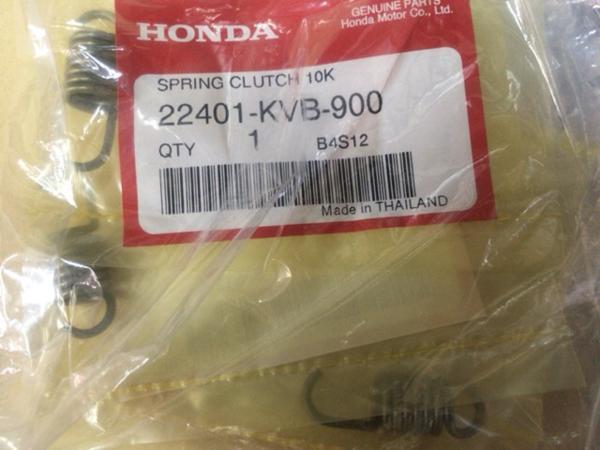 HONDA
GENUINE PARTS
Honda Motor Co., Ltd.
SPRING CLUTCH 10K
22401-KVB-900
QTY 1 B4S12
Made in THAILAND